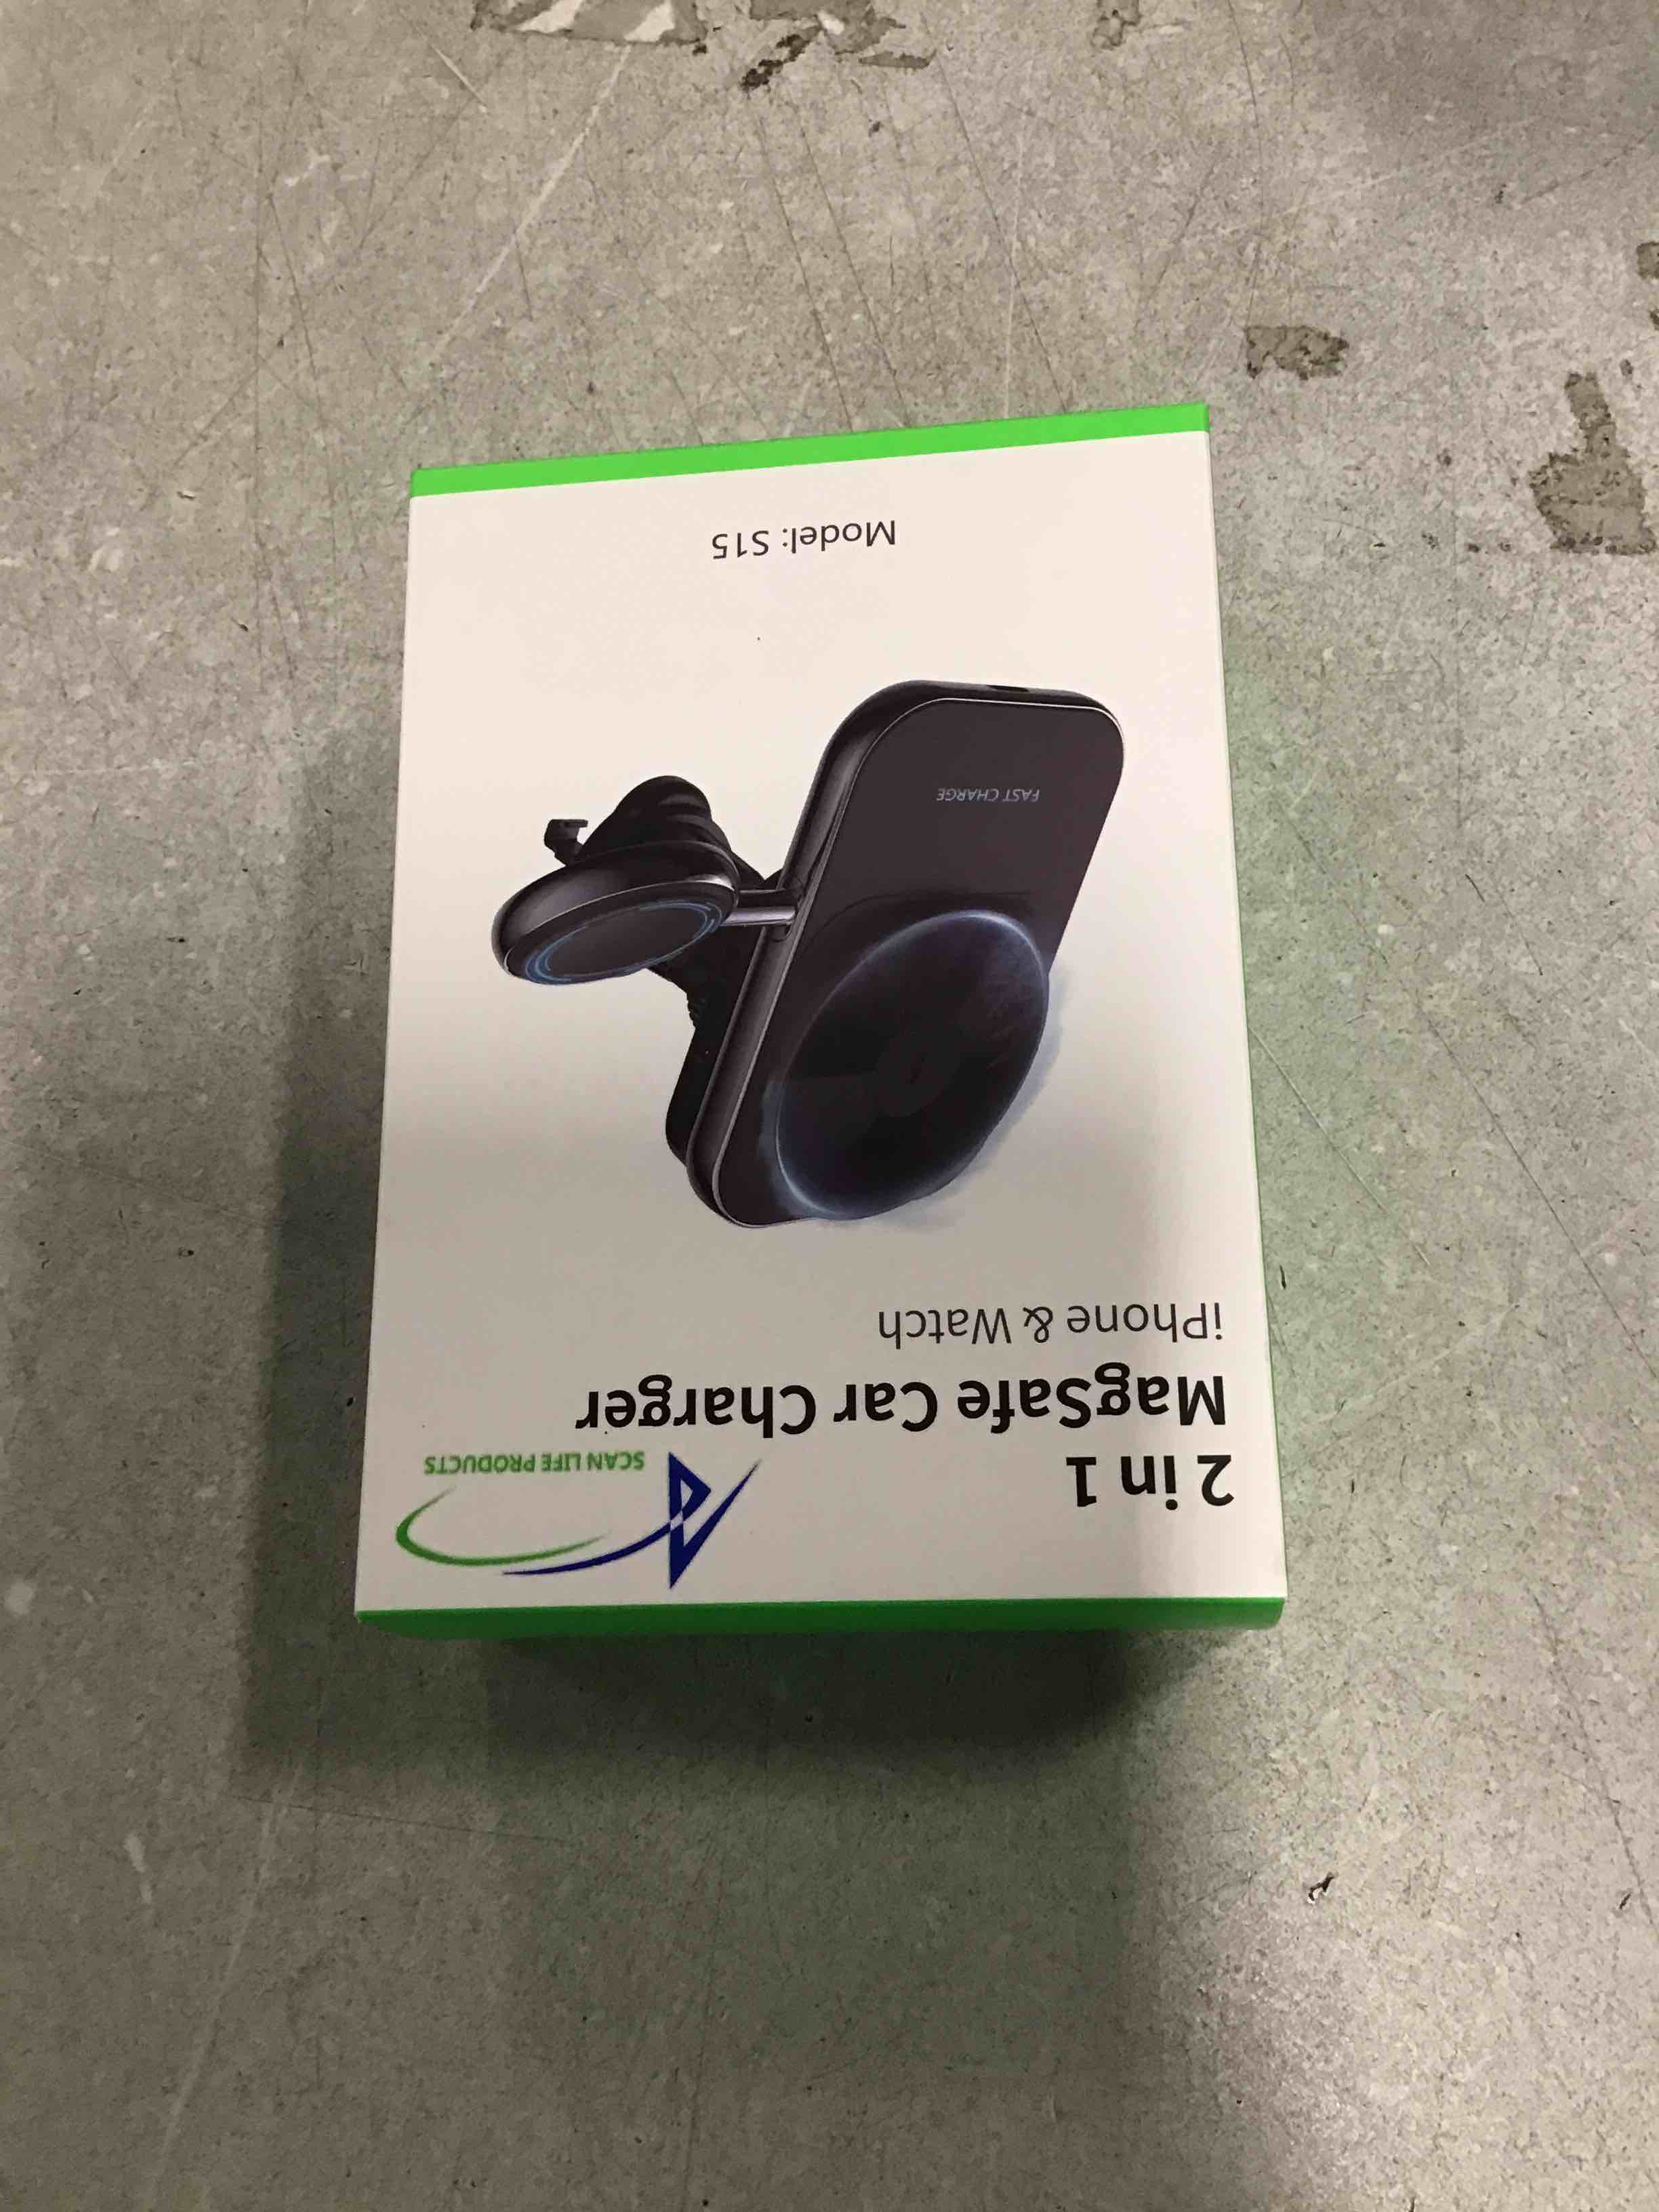 2 in 1
MagSafe Car Charger
iPhone & Watch
SCAN LIFE PRODUCTS
FAST CHARGE
Model: S15